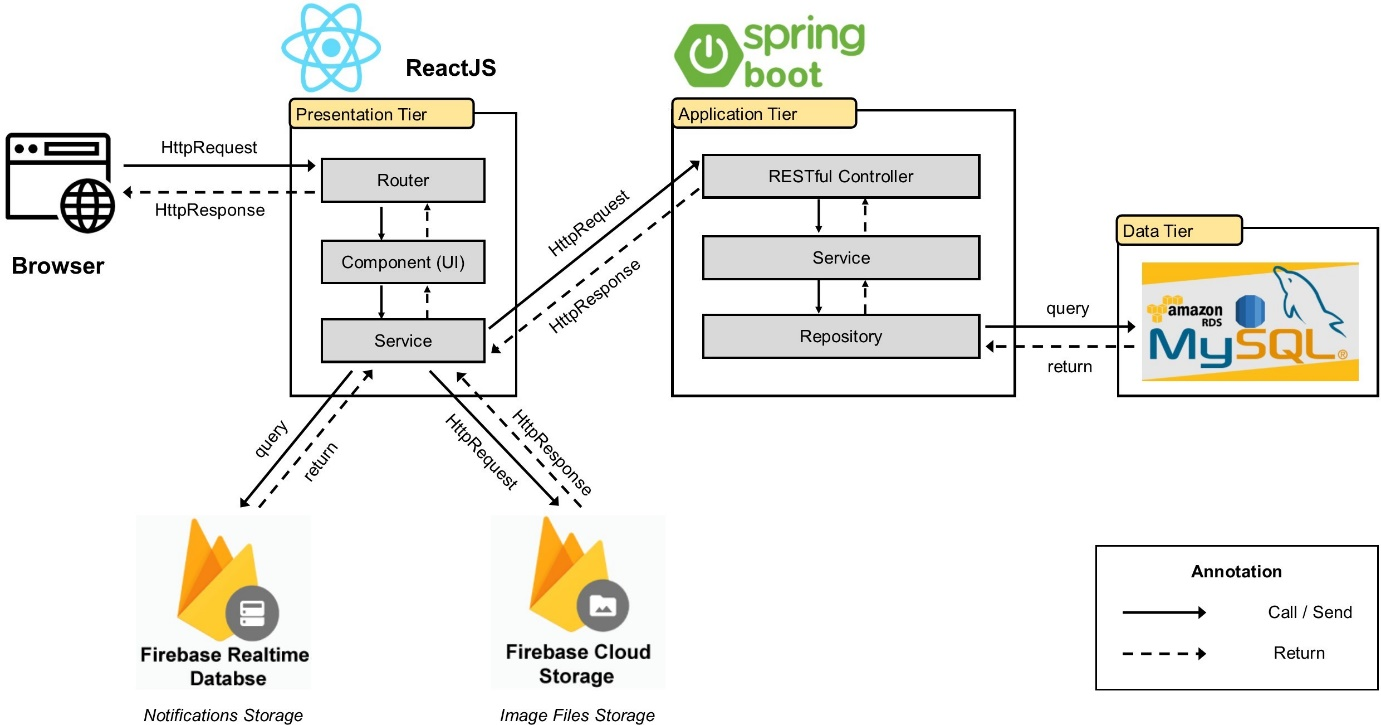 spring
boot
ReactJS
Presentation Tier
Application Tier
HttpRequest
Router
RESTful Controller
HttpResponse
HttpRequest
Data Tier
Browser
Component (UI)
Service
HttpResponse
amazon
RDS
MySQL®
query
Service
Repository
return
query
return
HttpRequest
HttpResponse
Annotation
Call / Send
Return
Firebase Realtime
Databse
Firebase Cloud
Storage
Notifications Storage
Image Files Storage